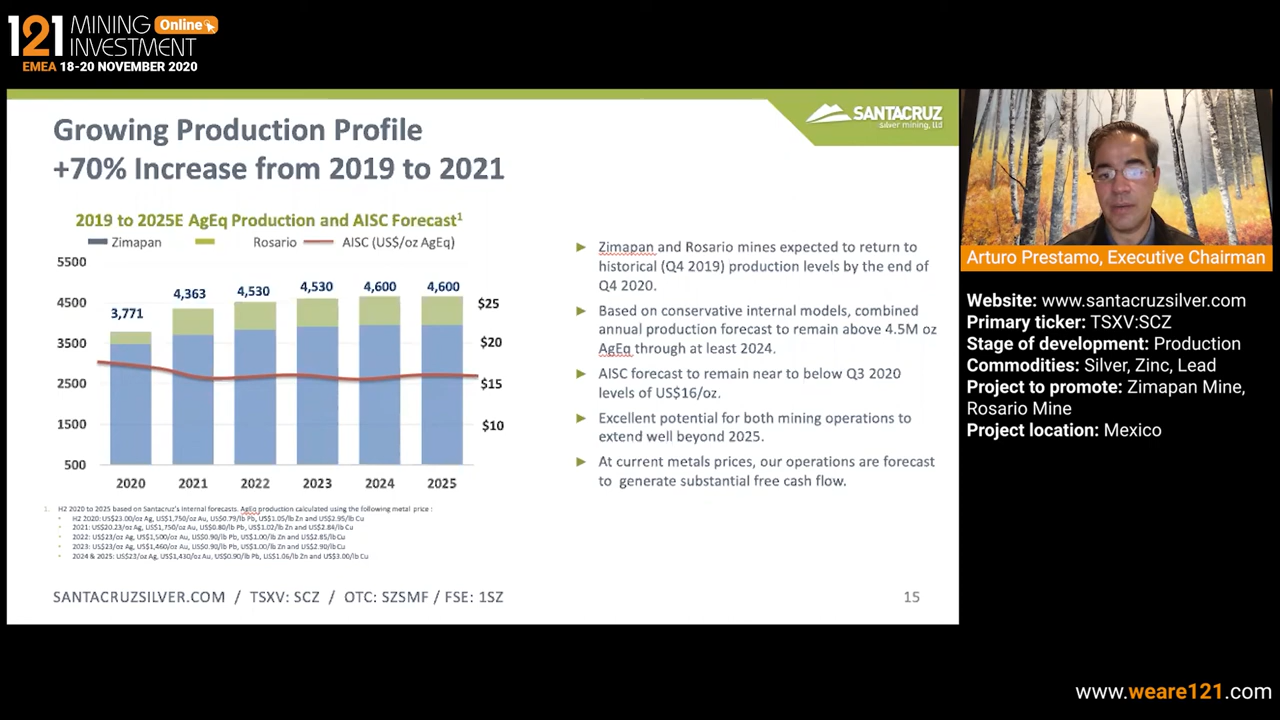 121 MINING Online
INVESTMENT
EMEA 18-20 NOVEMBER 2020
SANTACRUZ
silver mining, ltd
Growing Production Profile
+70% Increase from 2019 to 2021
2019 to 2025E AgEq Production and AISC Forecast1
Zimapan Rosario AISC (US$/oz AgEq)
5500
4500
3500
2500
1500
500
3,771
4,363
4,530
4,530
4,600
4,600
$25
$20
$15
$10
2020 2021 2022 2023 2024 2025
1. H2 2020 to 2025 based on Santacruz's internal forecasts. AgEq production calculated using the following metal price :
• H2 2020: US$23.00/oz Ag, US$1,750/oz Au, US$0.79/lb Pb, US$1.05/lb Zn and US$2.95/lb Cu
• 2021: US$20.23/oz Ag, US$1,750/oz Au, US$0.80/lb Pb, US$1.02/lb Zn and US$2.84/lb Cu
• 2022: US$23/oz Ag, US$1,500/oz Au, US$0.90/lb Pb, US$1.00/lb Zn and US$2.85/lb Cu
• 2023: US$23/oz Ag, US$1,460/oz Au, US$0.90/lb Pb, US$1.00/lb Zn and US$2.90/lb Cu
• 2024 & 2025: US$23/oz Ag, US$1,430/oz Au, US$0.90/lb Pb, US$1.06/lb Zn and US$3.00/lb Cu
Zimapan and Rosario mines expected to return to
historical (Q4 2019) production levels by the end of
Q4 2020.
Based on conservative internal models, combined
annual production forecast to remain above 4.5M oz
AgEq through at least 2024.
AISC forecast to remain near to below Q3 2020
levels of US$16/oz.
Excellent potential for both mining operations to
extend well beyond 2025.
At current metals prices, our operations are forecast
to generate substantial free cash flow.
SANTACRUZSILVER.COM / TSXV: SCZ / OTC: SZSMF / FSE: 1SZ
15
Arturo Prestamo, Executive Chairman
Website: www.santacruzsilver.com
Primary ticker: TSXV:SCZ
Stage of development: Production
Commodities: Silver, Zinc, Lead
Project to promote: Zimapan Mine,
Rosario Mine
Project location: Mexico
www.weare121.com